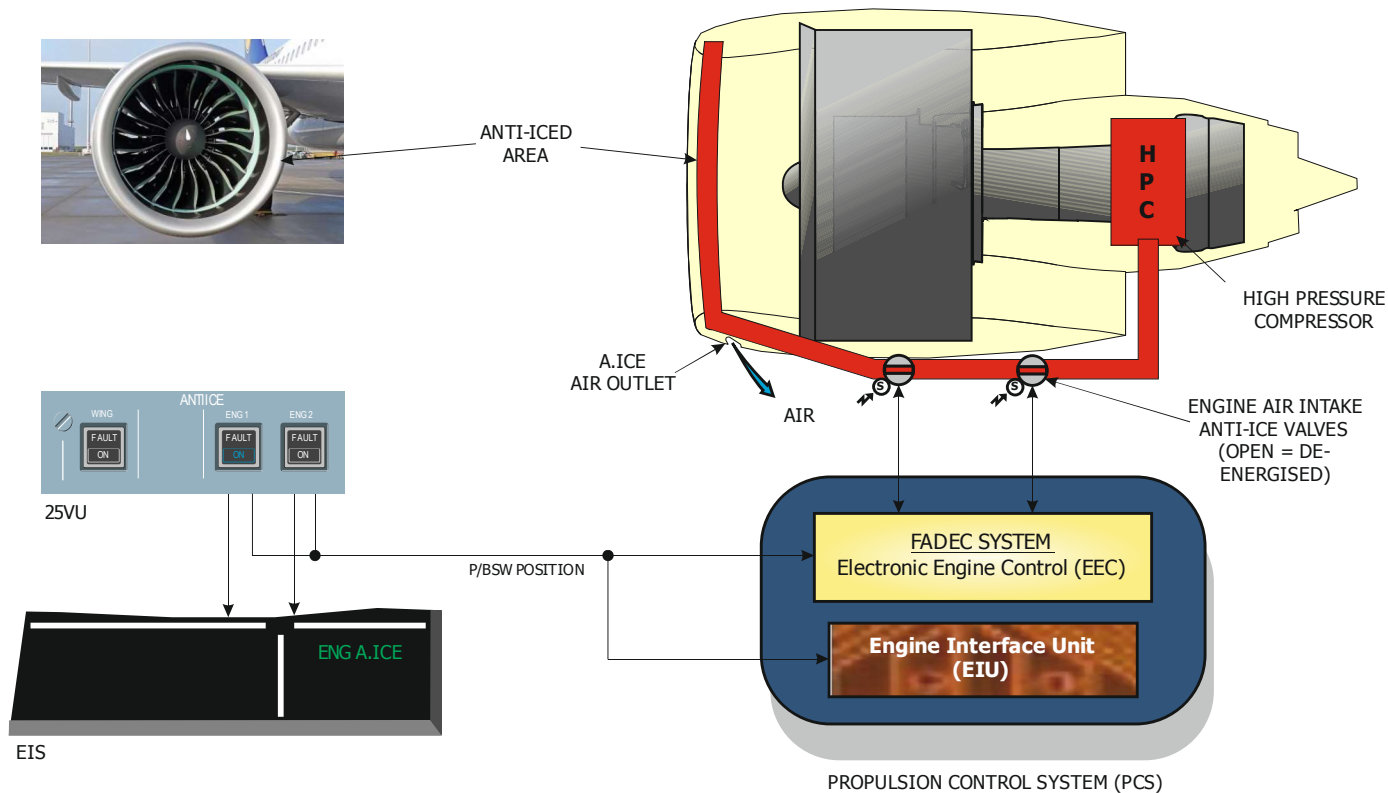 ANTI-ICED
AREA
H
P
C
HIGH PRESSURE
COMPRESSOR
A.ICE
AIR OUTLET
AIR
S
S
ENGINE AIR INTAKE
ANTI-ICE VALVES
(OPEN = DE-
ENERGISED)
ANTI ICE
WING
ENG 1
ENG 2
FAULT
ON
FAULT
ON
FAULT
ON
25VU
P/BSW POSITION
FADEC SYSTEM
Electronic Engine Control (EEC)
Engine Interface Unit
(EIU)
ENG A.ICE
EIS
PROPULSION CONTROL SYSTEM (PCS)